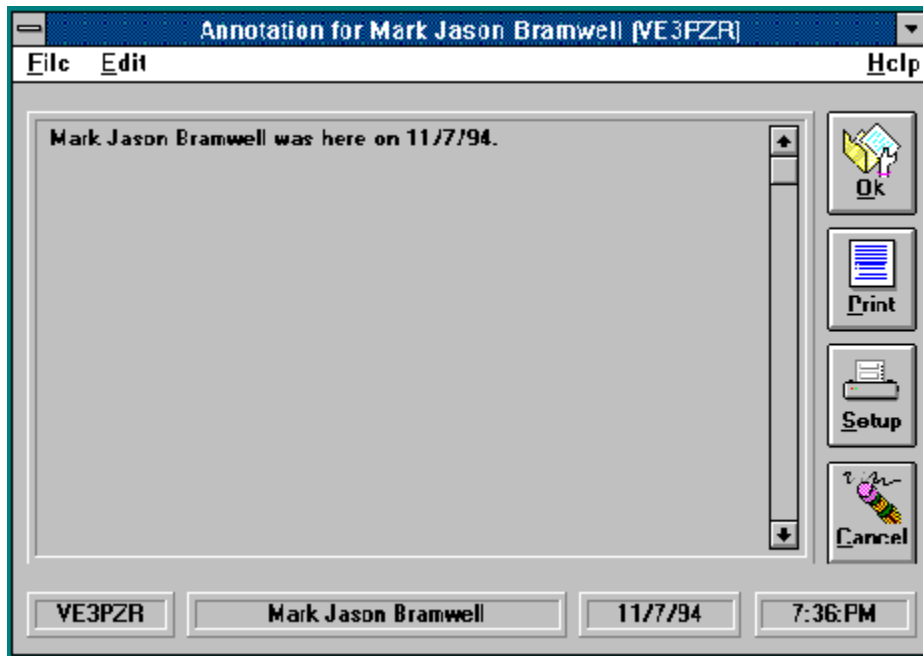 Annotation for Mark Jason Bramwell (VE3PZR)
File Edit Help
Mark Jason Bramwell was here on 11/7/94.
Ok
Print
Setup
Cancel
VE3PZR Mark Jason Bramwell 11/7/94 7:36:PM